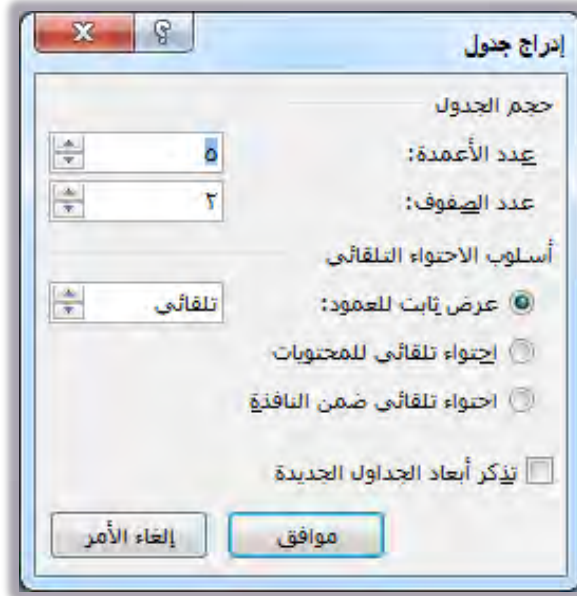 إدراج جدول
حجم الجدول
عدد الأعمدة: ٥
عدد الصفوف: ٢
أسلوب الاحتواء التلقائي
عرض ثابت للعمود: تلقائي
احتواء تلقائي للمحتويات
احتواء تلقائي ضمن النافذة
تذكر أبعاد الجداول الجديدة
موافق
إلغاء الأمر